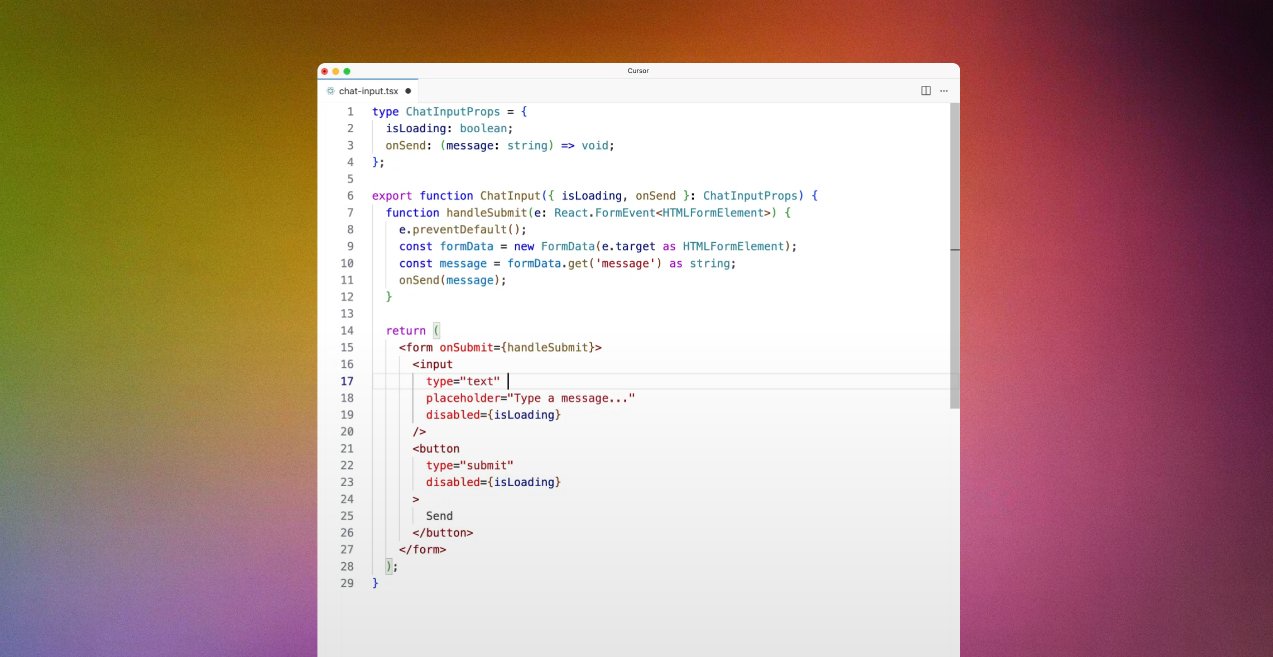 Cursor
chat-input.tsx
1 type ChatInputProps = {
2   isLoading: boolean;
3   onSend: (message: string) => void;
4 };
5
6 export function ChatInput({ isLoading, onSend }: ChatInputProps) {
7   function handleSubmit(e: React.FormEvent<HTMLFormElement>) {
8     e.preventDefault();
9     const formData = new FormData(e.target as HTMLFormElement);
10     const message = formData.get('message') as string;
11     onSend(message);
12   }
13
14   return (
15     <form onSubmit={handleSubmit}>
16       <input
17         type="text"
18         placeholder="Type a message..."
19         disabled={isLoading}
20       />
21       <button
22         type="submit"
23         disabled={isLoading}
24       >
25         Send
26       </button>
27     </form>
28   );
29 }